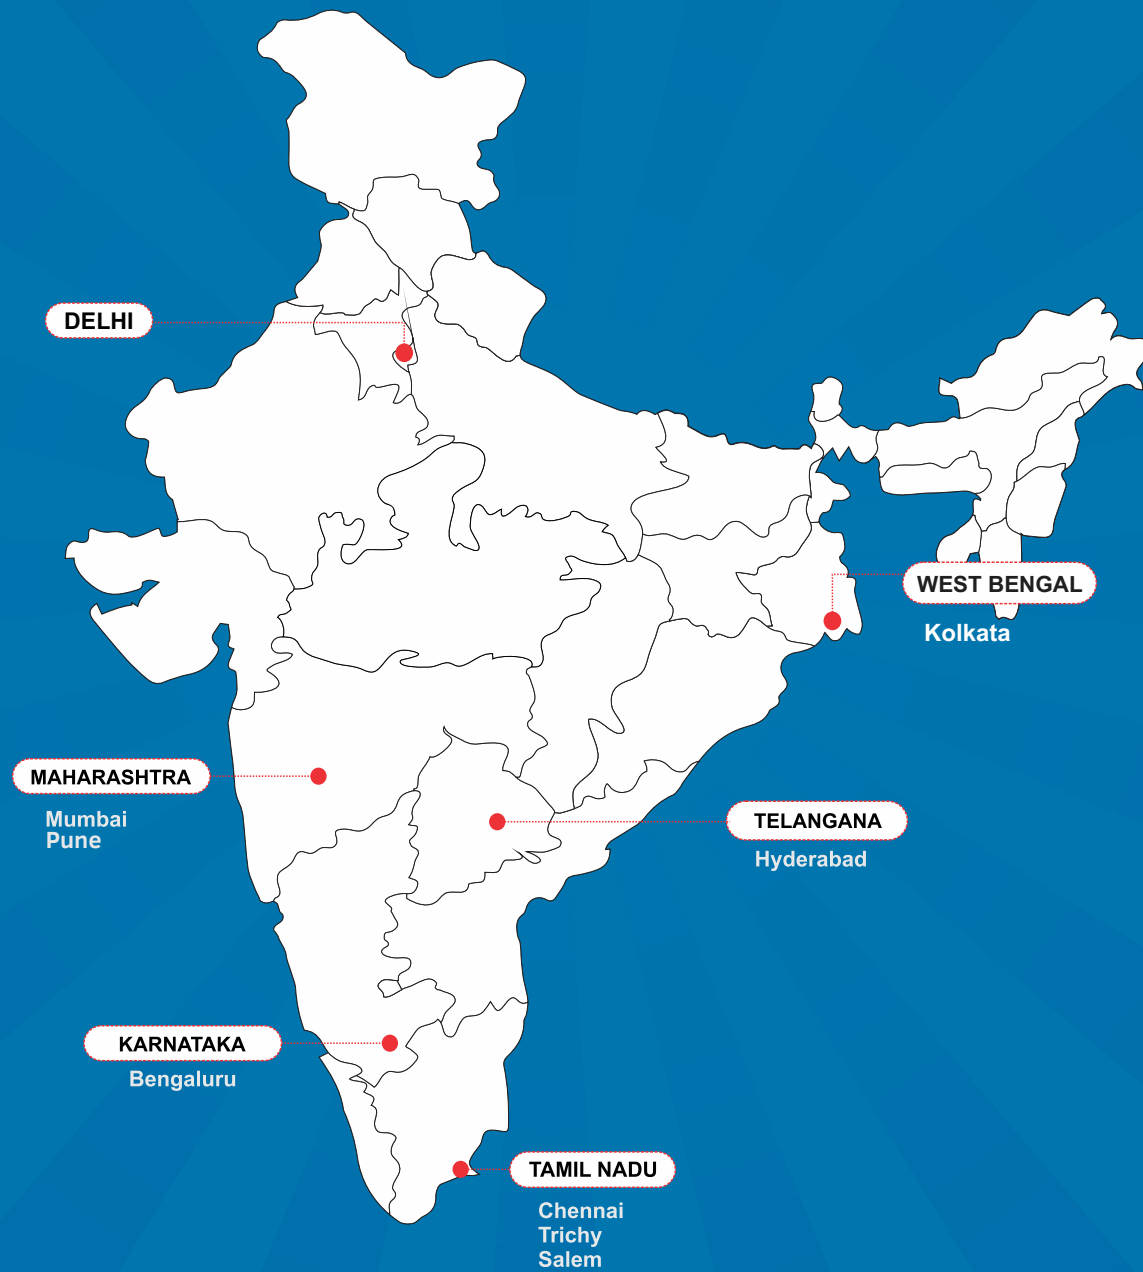 DELHI
WEST BENGAL
Kolkata
MAHARASHTRA
Mumbai
Pune
TELANGANA
Hyderabad
KARNATAKA
Bengaluru
TAMIL NADU
Chennai
Trichy
Salem